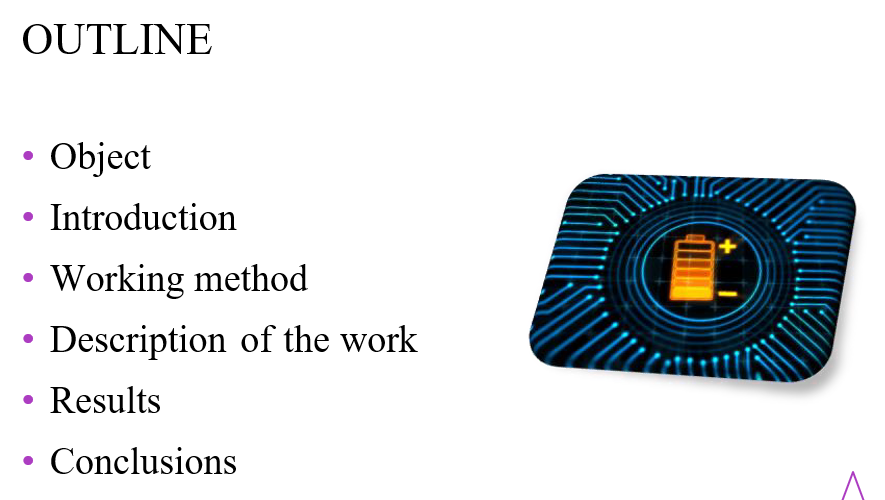 OUTLINE
• Object
• Introduction
• Working method
• Description of the work
• Results
• Conclusions